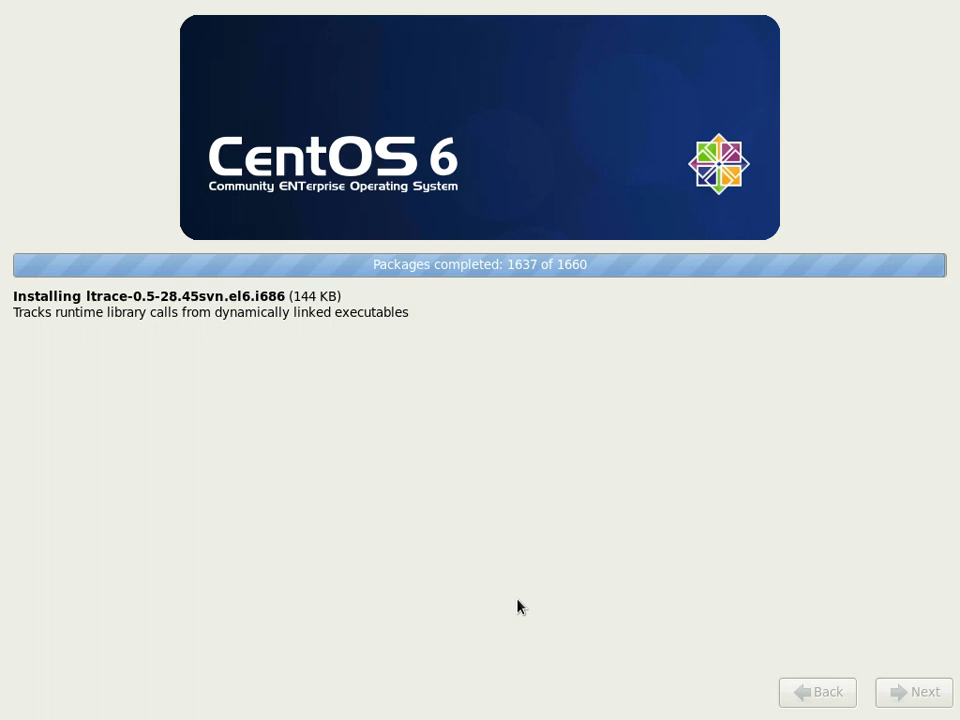 CentOS 6
Community ENTerprise Operating System
Packages completed: 1637 of 1660
Installing ltrace-0.5-28.45svn.el6.i686 (144 KB)
Tracks runtime library calls from dynamically linked executables
Back
Next